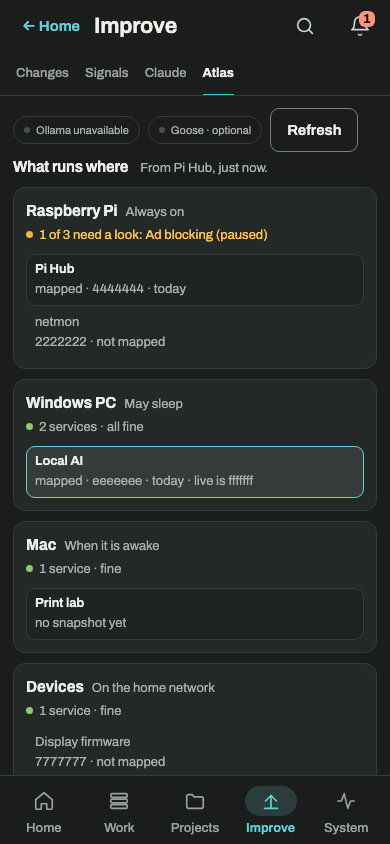 ← Home Improve
1
Changes Signals Claude Atlas
Ollama unavailable Goose · optional Refresh
What runs where From Pi Hub, just now.
Raspberry Pi Always on
1 of 3 need a look: Ad blocking (paused)
Pi Hub
mapped · 4444444 · today
netmon
2222222 · not mapped
Windows PC May sleep
2 services · all fine
Local AI
mapped · eeeeeee · today · live is fffffff
Mac When it is awake
1 service · fine
Print lab
no snapshot yet
Devices On the home network
1 service · fine
Display firmware
7777777 · not mapped
Home Work Projects Improve System